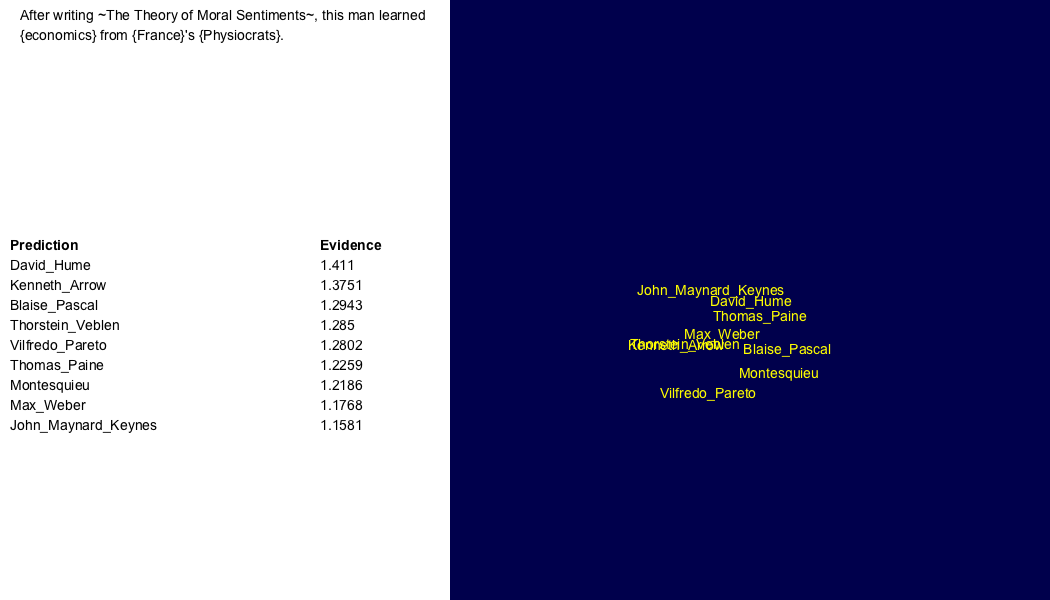 After writing ~The Theory of Moral Sentiments~, this man learned
{economics} from {France}'s {Physiocrats}.
Prediction Evidence
David_Hume 1.411
Kenneth_Arrow 1.3751
Blaise_Pascal 1.2943
Thorstein_Veblen 1.285
Vilfredo_Pareto 1.2802
Thomas_Paine 1.2259
Montesquieu 1.2186
Max_Weber 1.1768
John_Maynard_Keynes 1.1581
John_Maynard_Keynes
David_Hume
Thomas_Paine
Max_Weber
Thorstein_Veblen
Kenneth_Arrow
Blaise_Pascal
Montesquieu
Vilfredo_Pareto